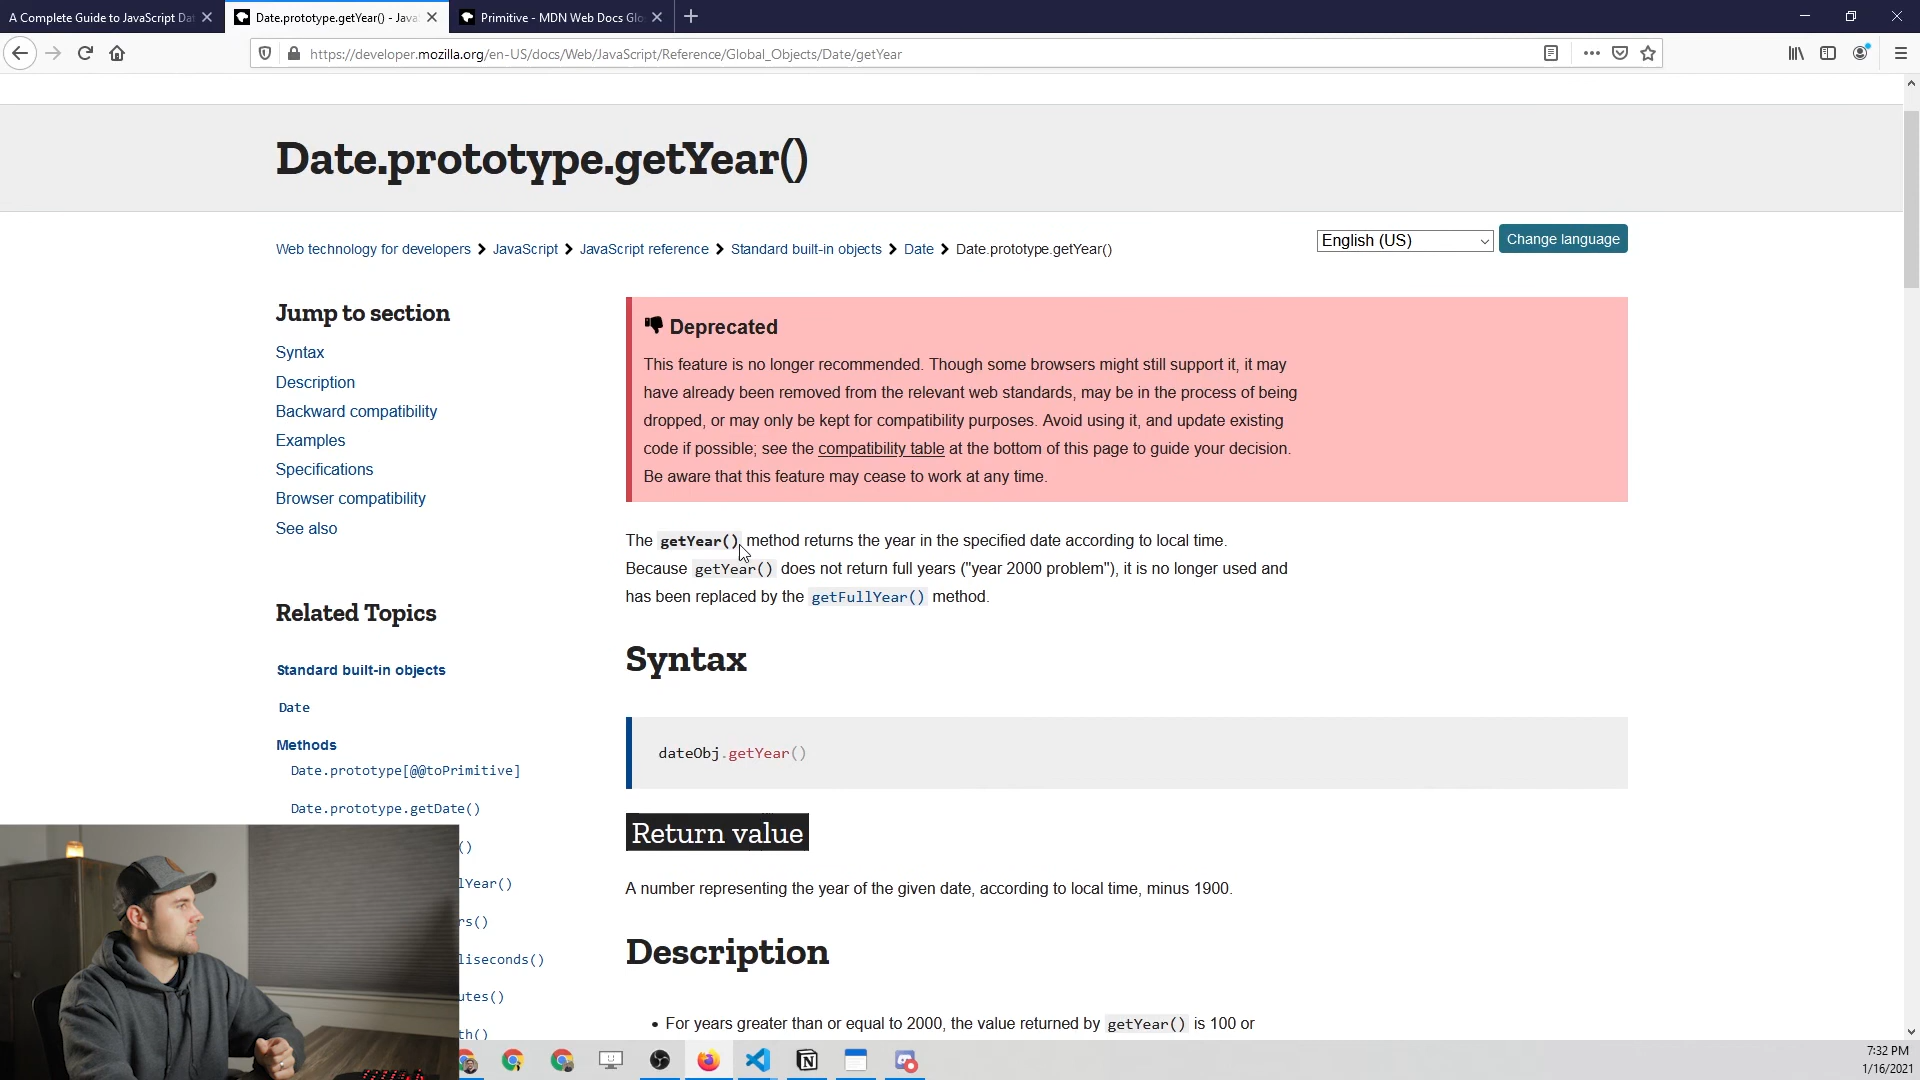 A Complete Guide to JavaScript Dat
Date.prototype.getYear() - Java
Primitive - MDN Web Docs Glo
https://developer.mozilla.org/en-US/docs/Web/JavaScript/Reference/Global_Objects/Date/getYear
Date.prototype.getYear()
Web technology for developers > JavaScript > JavaScript reference > Standard built-in objects > Date > Date.prototype.getYear()
English (US)
Change language
Jump to section
Syntax
Description
Backward compatibility
Examples
Specifications
Browser compatibility
See also
Related Topics
Standard built-in objects
Date
Methods
Date.prototype[@@toPrimitive]
Date.prototype.getDate()
()
lYear()
rs()
liseconds()
utes()
th()
Deprecated
This feature is no longer recommended. Though some browsers might still support it, it may
have already been removed from the relevant web standards, may be in the process of being
dropped, or may only be kept for compatibility purposes. Avoid using it, and update existing
code if possible; see the compatibility table at the bottom of this page to guide your decision.
Be aware that this feature may cease to work at any time.
The getYear() method returns the year in the specified date according to local time.
Because getYear() does not return full years ("year 2000 problem"), it is no longer used and
has been replaced by the getFullYear() method.
Syntax
dateObj.getYear()
Return value
A number representing the year of the given date, according to local time, minus 1900.
Description
• For years greater than or equal to 2000, the value returned by getYear() is 100 or
7:32 PM
1/16/2021